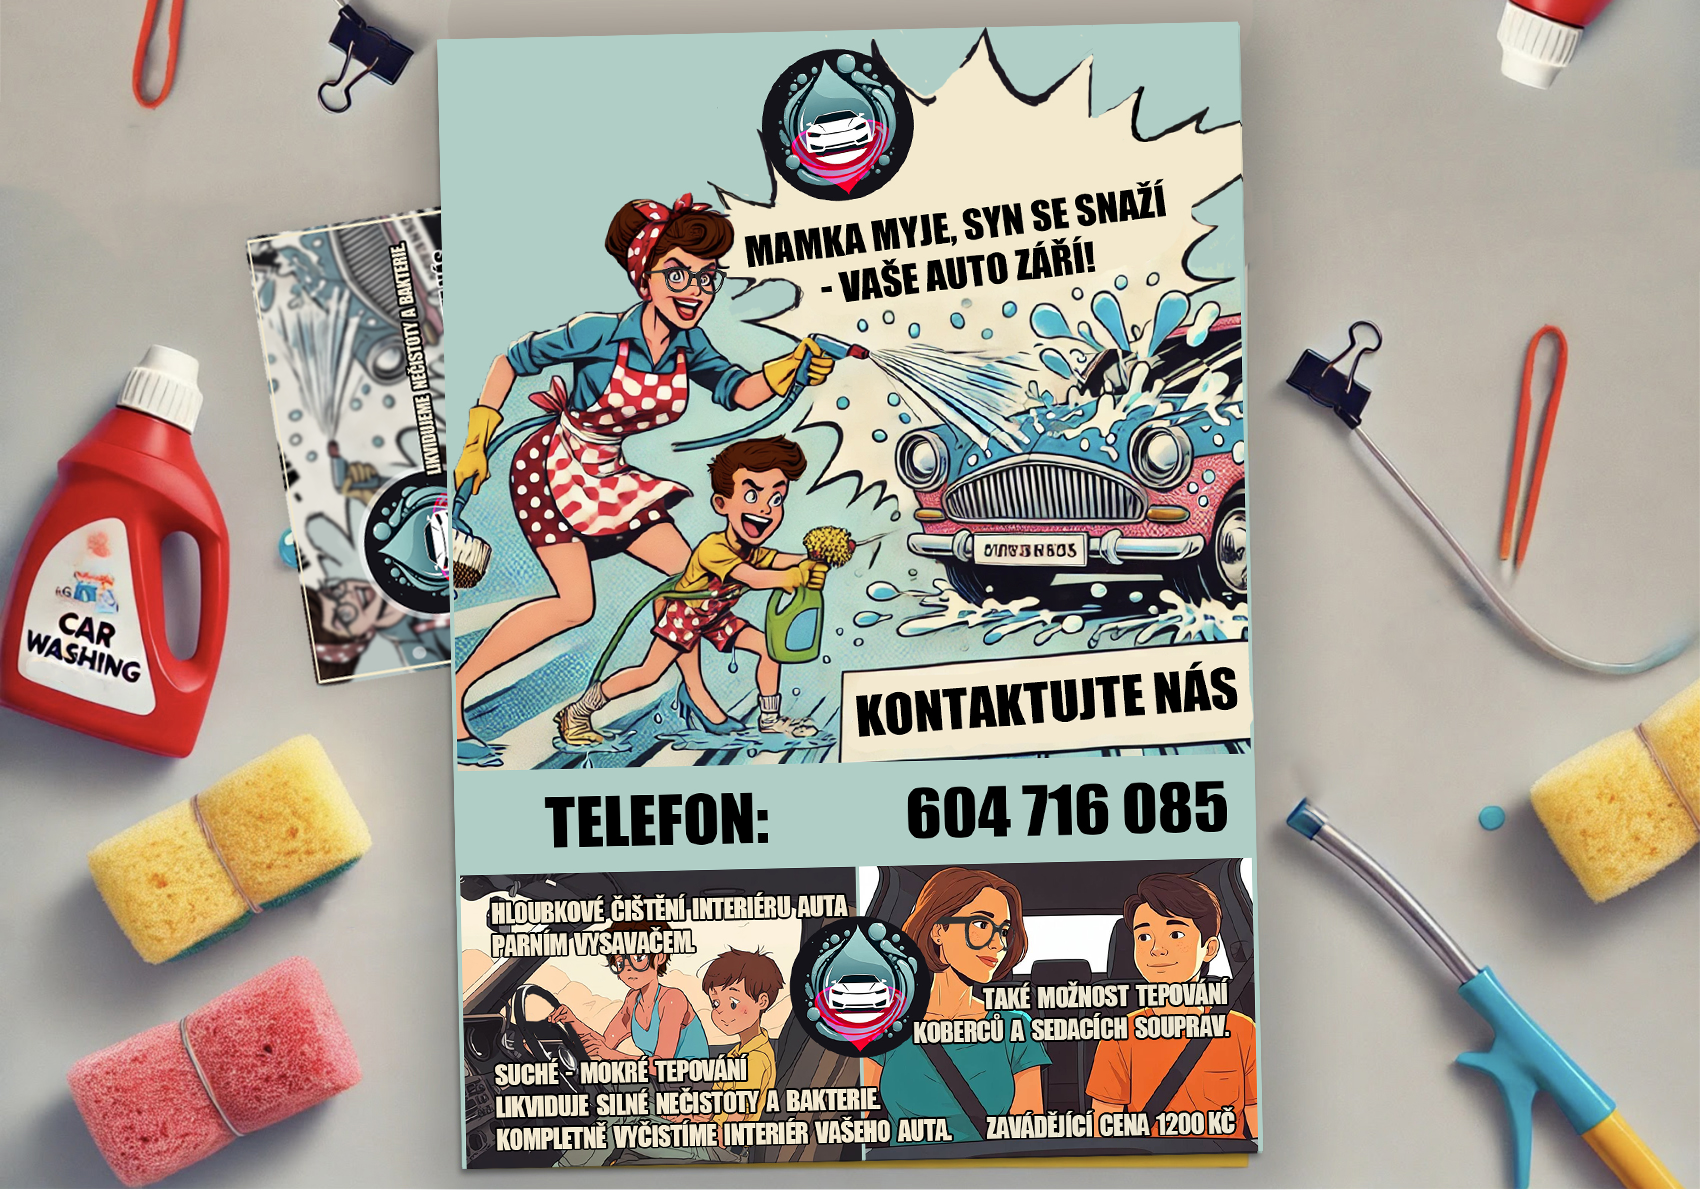 MAMKA MYJE, SYN SE SNAŽÍ
- VAŠE AUTO ZÁŘÍ!
KONTAKTUJTE NÁS
TELEFON: 604 716 085
HLOUBKOVÉ ČIŠTĚNÍ INTERIÉRU AUTA
PARNÍM VYSAVAČEM.
SUCHÉ - MOKRÉ TEPOVÁNÍ
LIKVIDUJE SILNÉ NEČISTOTY A BAKTERIE.
KOMPLETNĚ VYČISTÍME INTERIÉR VAŠEHO AUTA.
TAKÉ MOŽNOST TEPOVÁNÍ
KOBERCŮ A SEDACÍCH SOUPRAV.
ZAVÁDĚJÍCÍ CENA 1200 KČ
LIKVIDUJEME NEČISTOTY A BAKTERIE.
CAR
WASHING